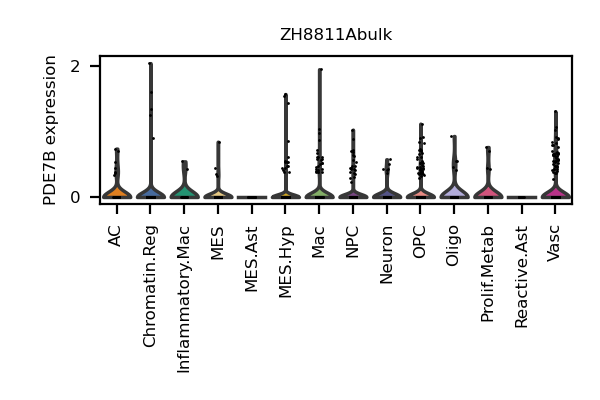 ZH8811Abulk
PDE7B expression
2
0
AC
Chromatin.Reg
Inflammatory.Mac
MES
MES.Ast
MES.Hyp
Mac
NPC
Neuron
OPC
Oligo
Prolif.Metab
Reactive.Ast
Vasc